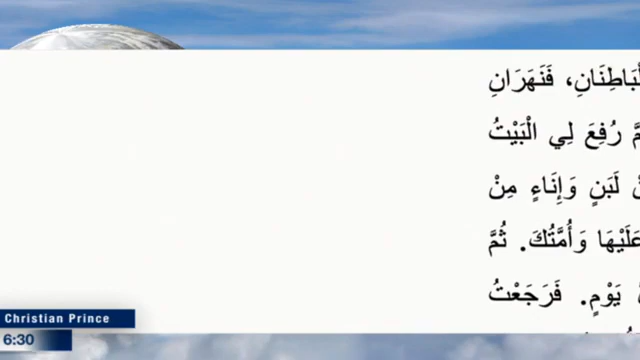 لْبَاطِنَانِ، فَنَهَرَانِ
مَّ رُفِعَ لِي الْبَيْتُ
نْ لَبَنٍ وَإِنَاءٍ مِنْ
عَلَيْهَا وَأُمَّتُكَ. ثُمَّ
يَوْمٍ. فَرَجَعْتُ
Christian Prince
6:30